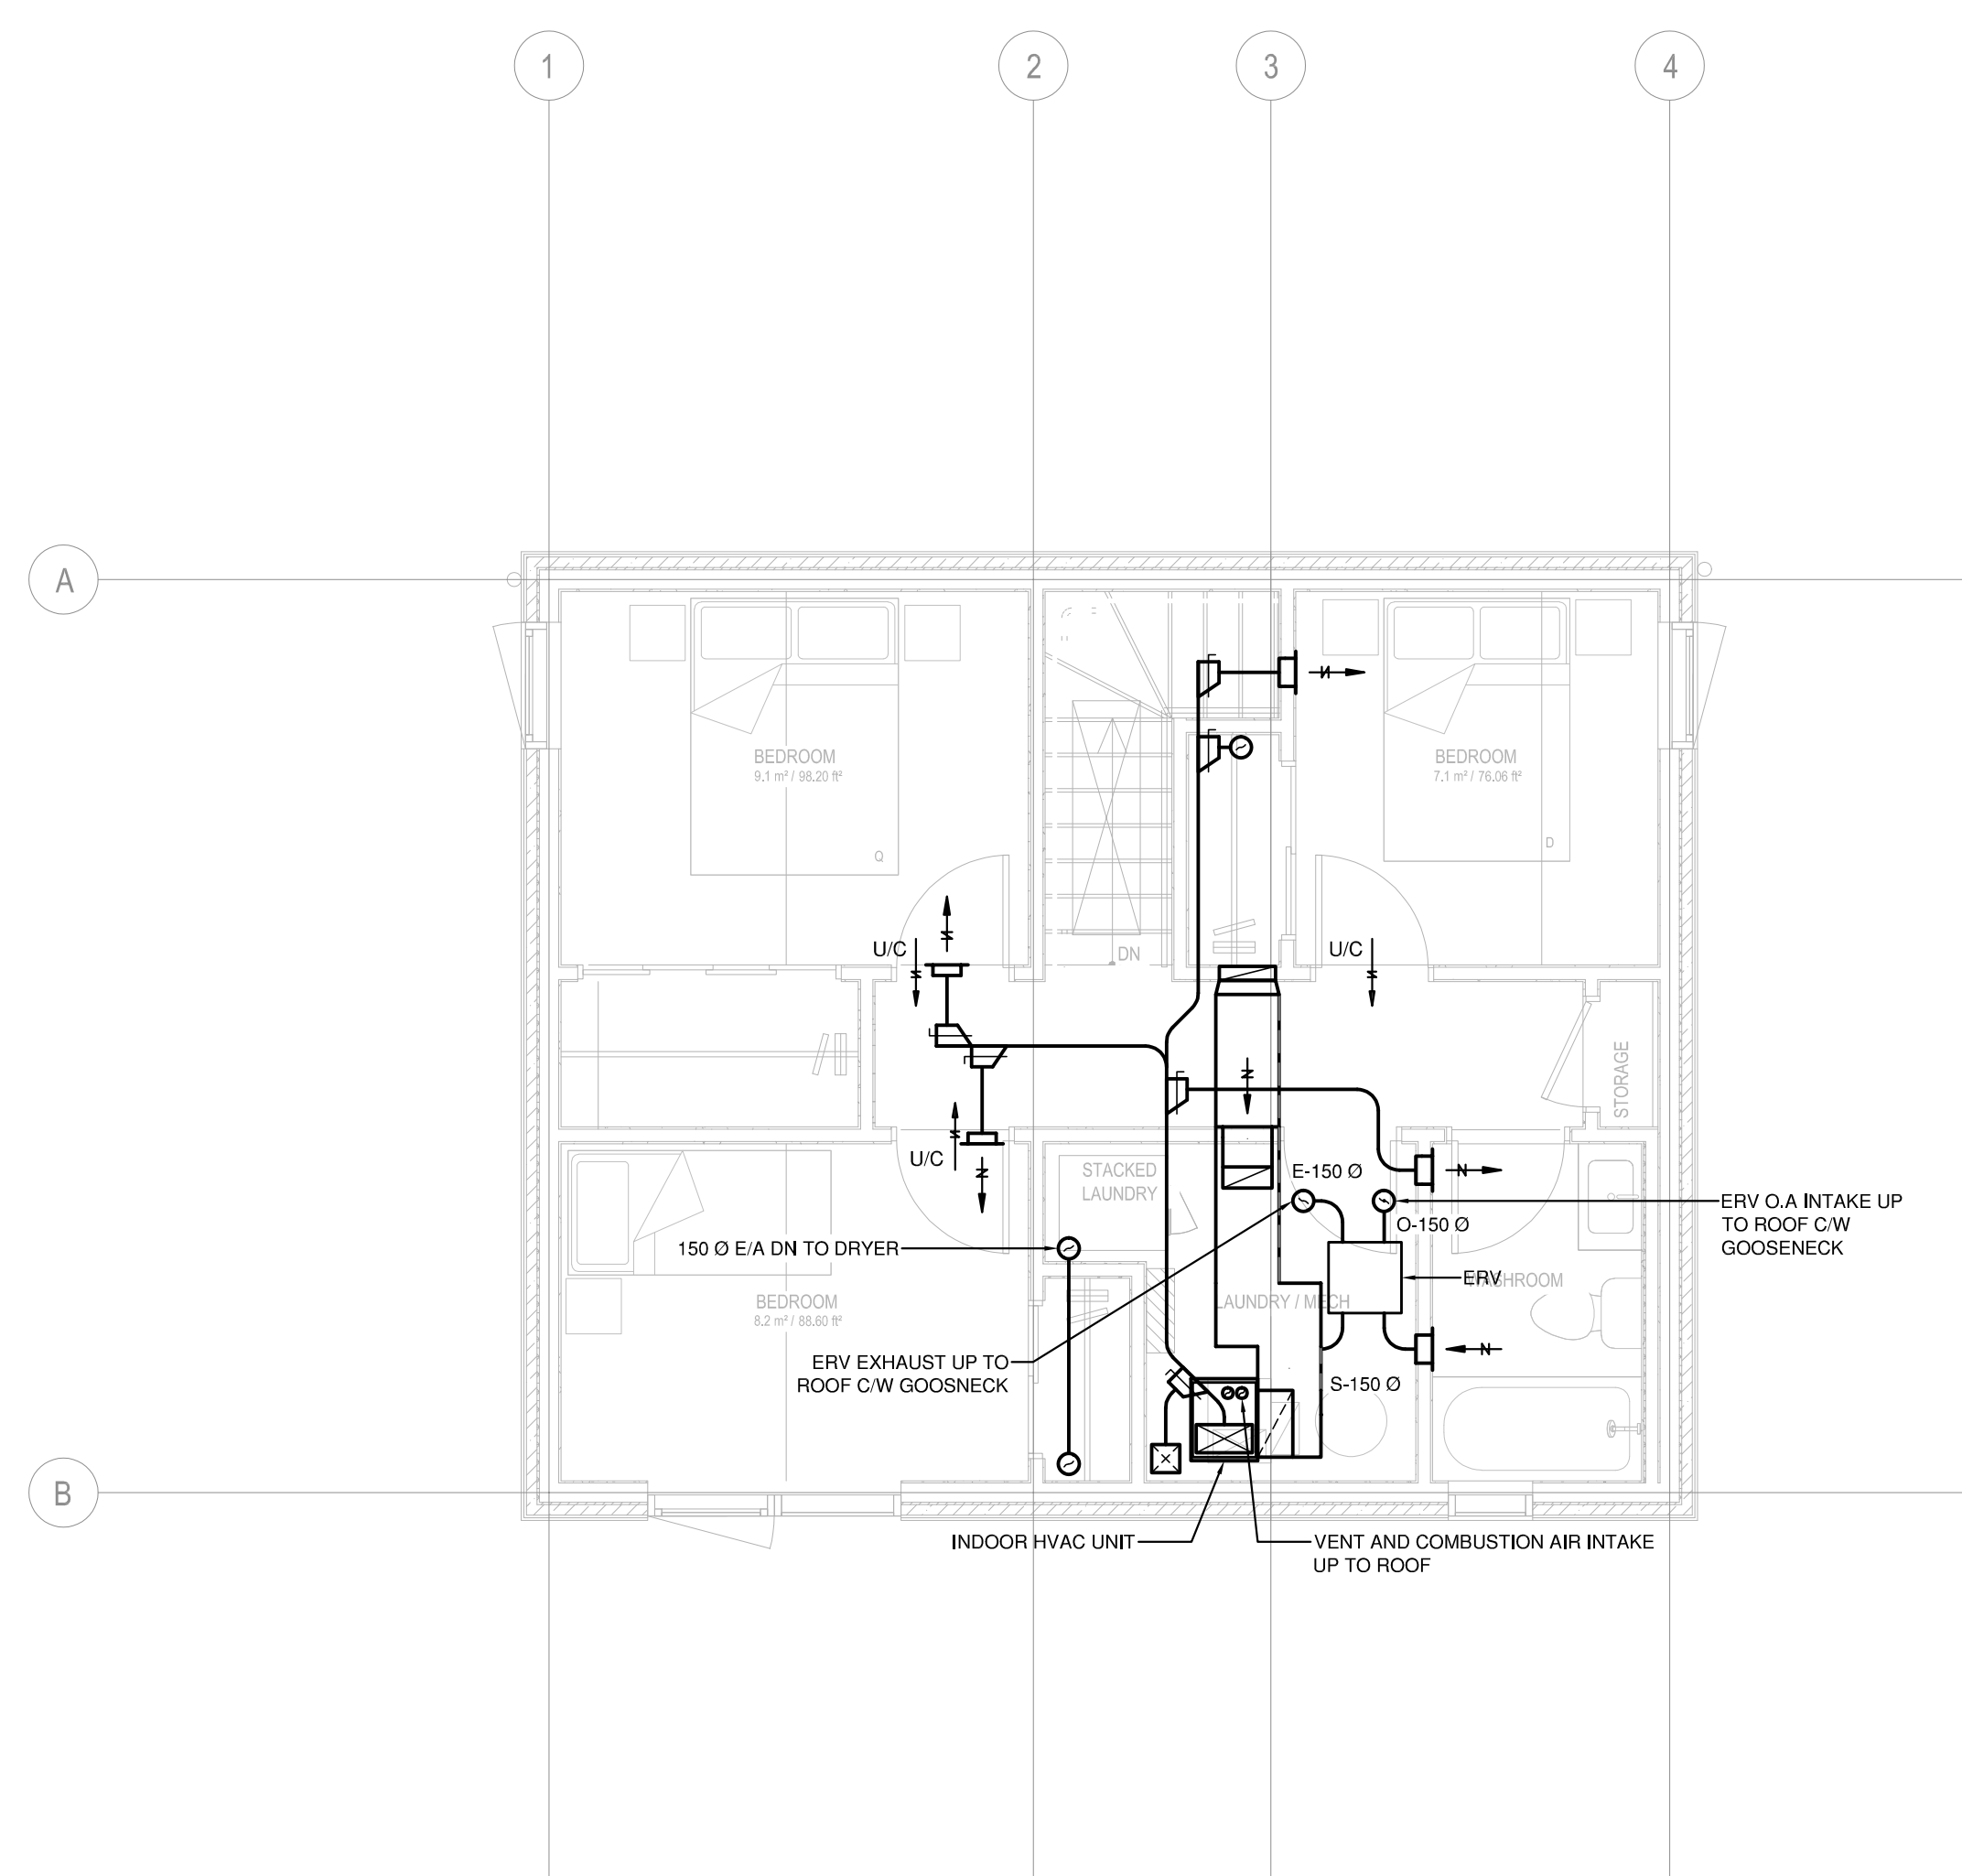 1
2
3
4
A
BEDROOM
9.1 m² / 98.20 ft²
BEDROOM
7.1 m² / 76.06 ft²
Q
D
U/C
DN
U/C
STORAGE
U/C
STACKED
LAUNDRY
E-150 Ø
O-150 Ø
ERV O.A INTAKE UP
TO ROOF C/W
GOOSENECK
150 Ø E/A DN TO DRYER
ERV
WASHROOM
BEDROOM
8.2 m² / 88.60 ft²
LAUNDRY / MECH
ERV EXHAUST UP TO
ROOF C/W GOOSNECK
S-150 Ø
B
INDOOR HVAC UNIT
VENT AND COMBUSTION AIR INTAKE
UP TO ROOF